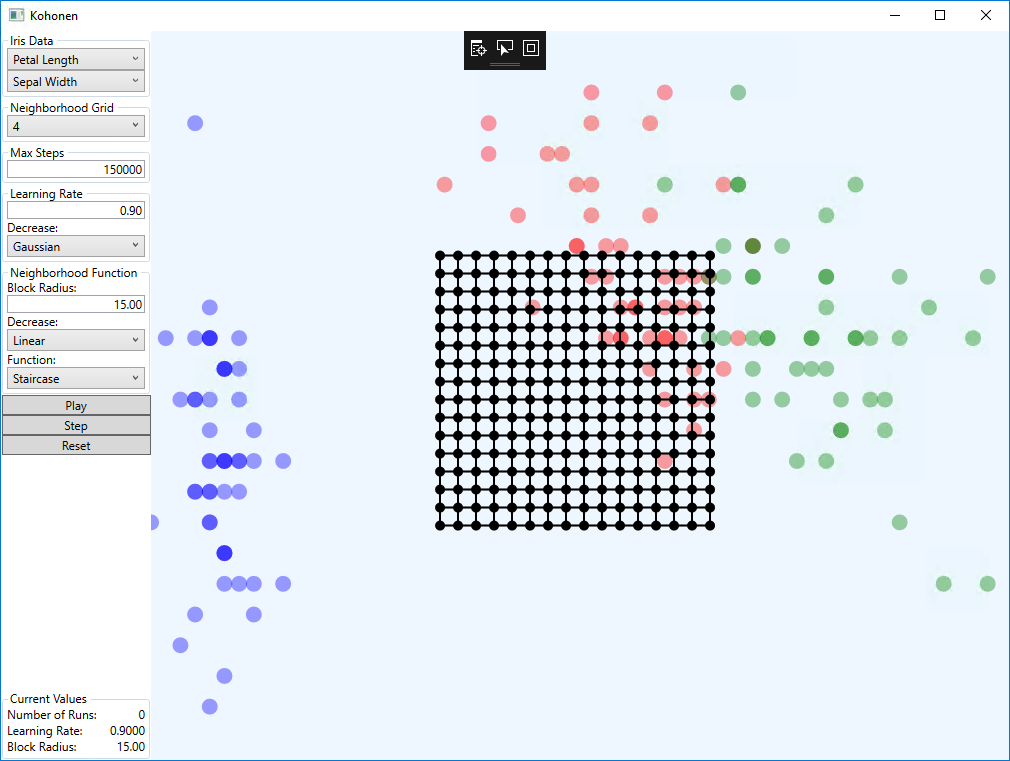 Kohonen
Iris Data
Petal Length
Sepal Width
Neighborhood Grid
4
Max Steps
150000
Learning Rate
0.90
Decrease:
Gaussian
Neighborhood Function
Block Radius:
15.00
Decrease:
Linear
Function:
Staircase
Play
Step
Reset
Current Values
Number of Runs: 0
Learning Rate: 0.9000
Block Radius: 15.00